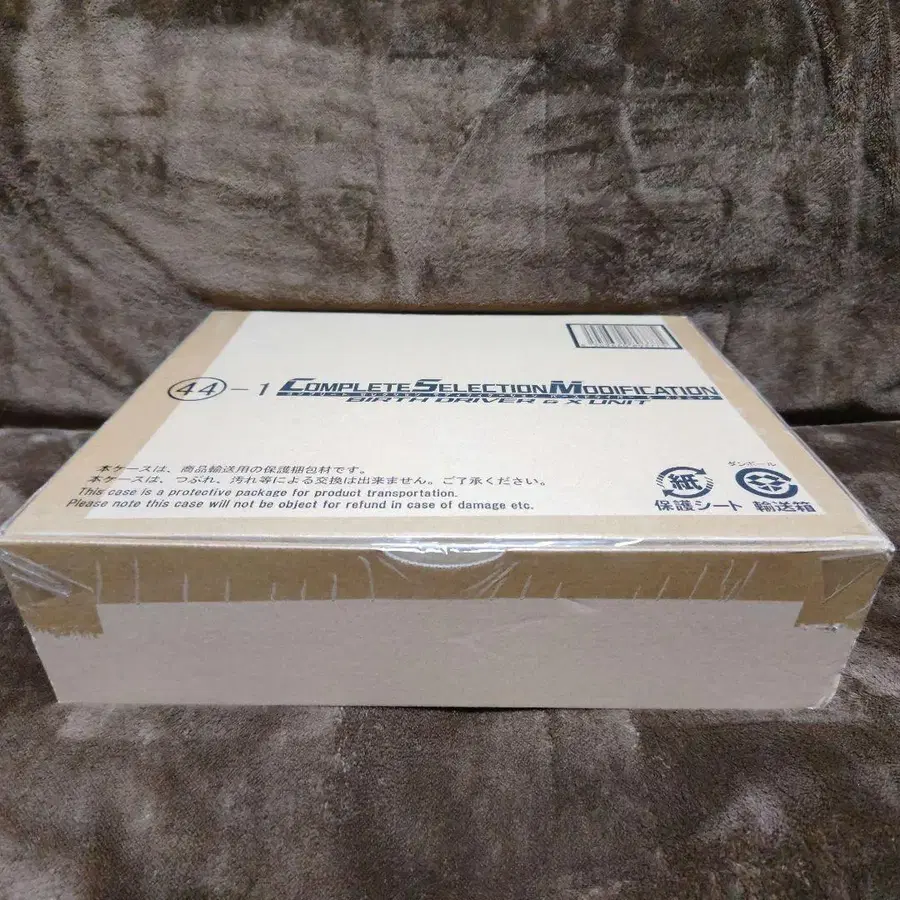 ㊹-1 COMPLETE SELECTION MODIFICATION
BIRTH DRIVER & X UNIT
本ケースは、商品輸送用の保護梱包材です。
本ケースは、つぶれ、汚れ等による交換は出来ません。ご了承ください。
This case is a protective package for product transportation.
Please note this case will not be object for refund in case of damage etc.
紙
保護シート
ダンボール
輸送箱